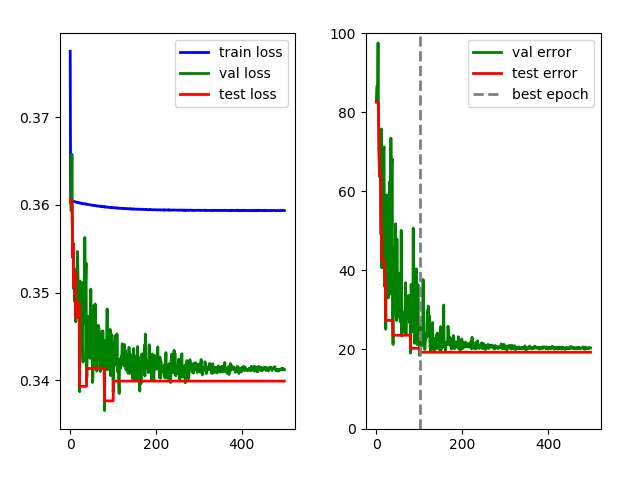 train loss
val loss
test loss
0.37
0.36
0.35
0.34
0
200
400
val error
test error
best epoch
100
80
60
40
20
0
0
200
400